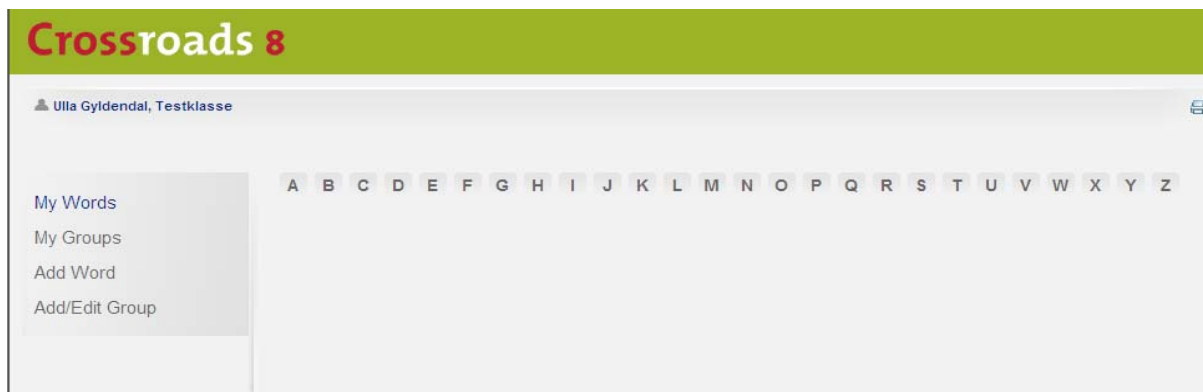 Crossroads 8
Ulla Gyldendal, Testklasse
A B C D E F G H I J K L M N O P Q R S T U V W X Y Z
My Words
My Groups
Add Word
Add/Edit Group